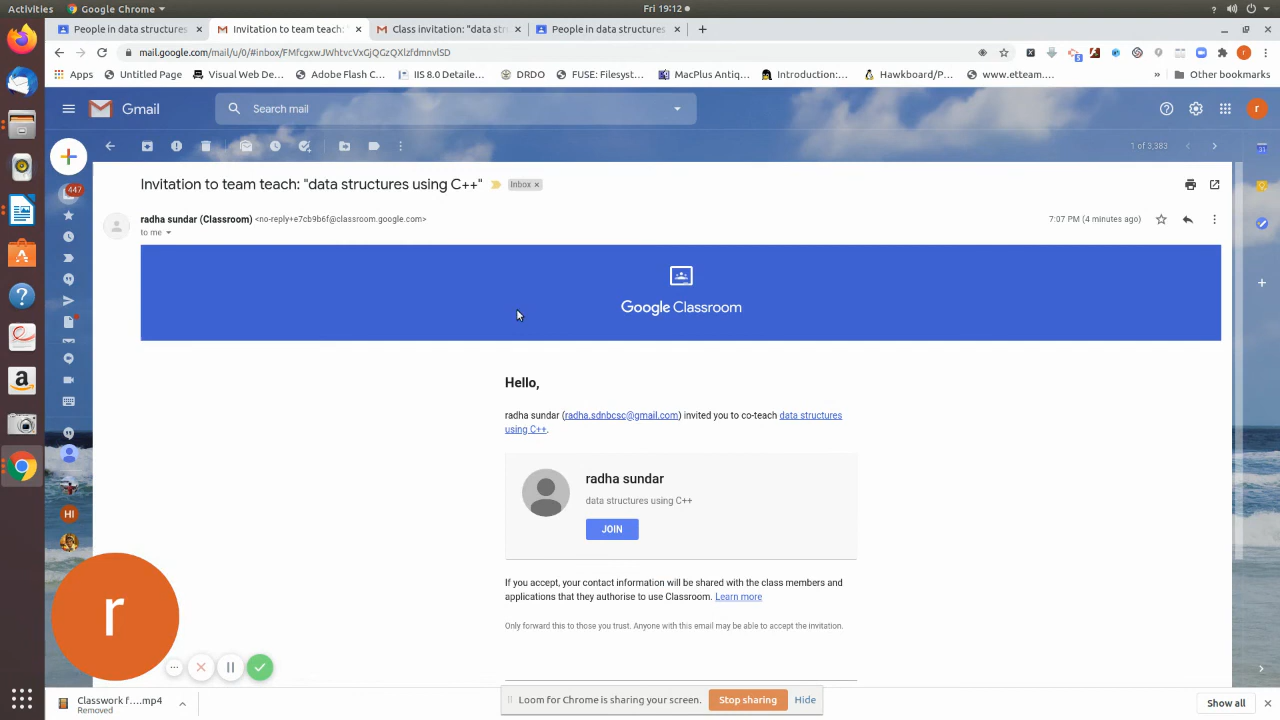 Activities Google Chrome Fri 19:12
People in data structures × Invitation to team teach: " × Class invitation: "data str × People in data structures ×
mail.google.com/mail/u/0/#inbox/FMfcgxwJWhtvcVxGjQGzQXlzfdmnvlSD
Apps Untitled Page Visual Web De... Adobe Flash C... IIS 8.0 Detaile... DRDO FUSE: Filesyst... MacPlus Antiq... Introduction:... Hawkboard/P... www.etteam.... » Other bookmarks
Gmail Search mail r
1 of 3,383
447
Invitation to team teach: "data structures using C++" Inbox ×
radha sundar (Classroom) <no-reply+e7cb9b6f@classroom.google.com> 7:07 PM (4 minutes ago)
to me
Google Classroom
Hello,
radha sundar (radha.sdnbcsc@gmail.com) invited you to co-teach data structures
using C++.
radha sundar
data structures using C++
JOIN
HI
If you accept, your contact information will be shared with the class members and
applications that they authorise to use Classroom. Learn more
r
Only forward this to those you trust. Anyone with this email may be able to accept the invitation.
Loom for Chrome is sharing your screen. Stop sharing Hide
Classwork f....mp4
Removed
Show all